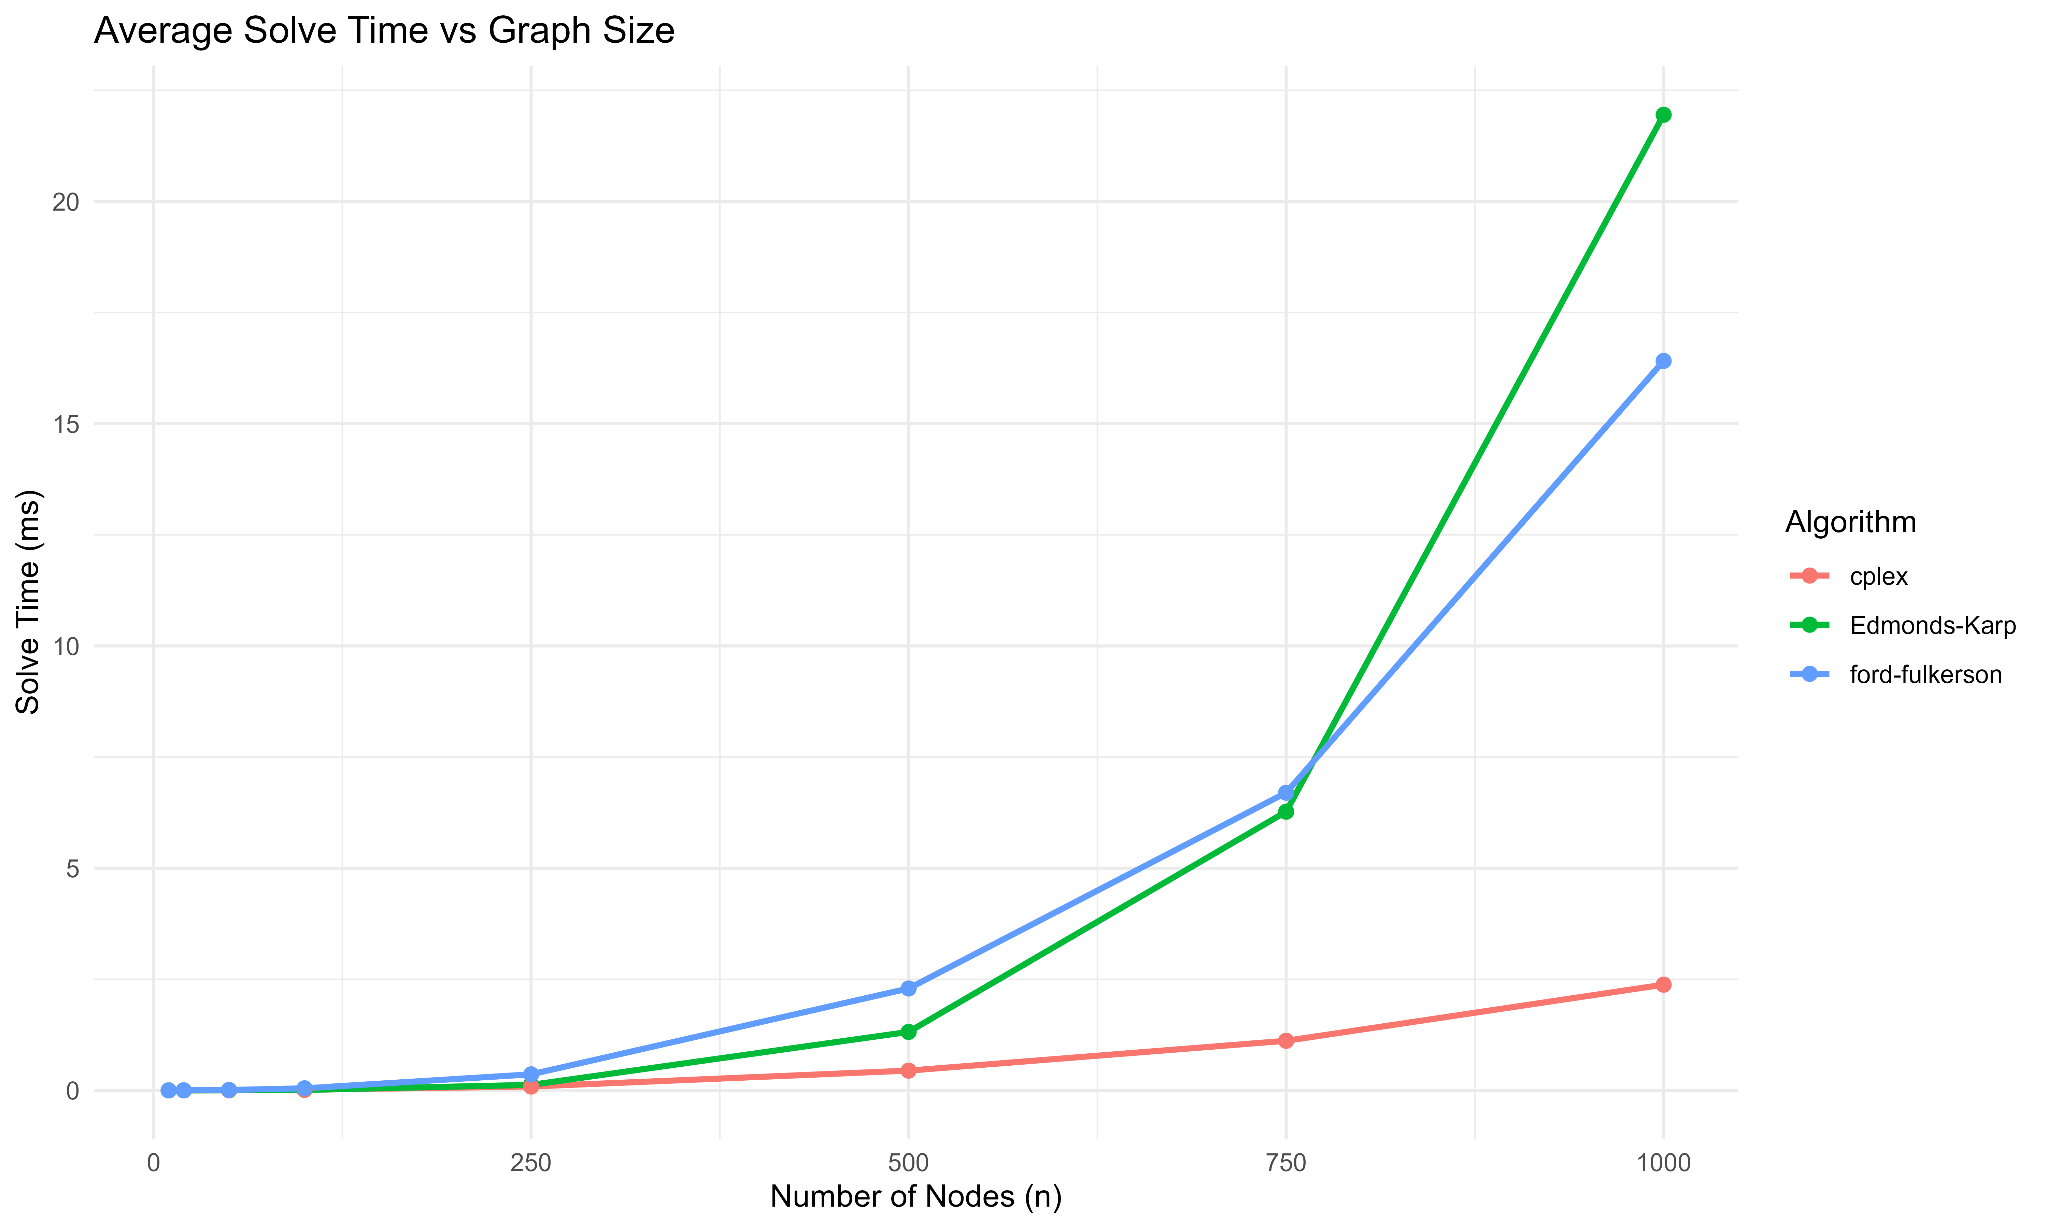 Average Solve Time vs Graph Size
20
15
10
5
0
Solve Time (ms)
0 250 500 750 1000
Number of Nodes (n)
Algorithm
cplex
Edmonds-Karp
ford-fulkerson